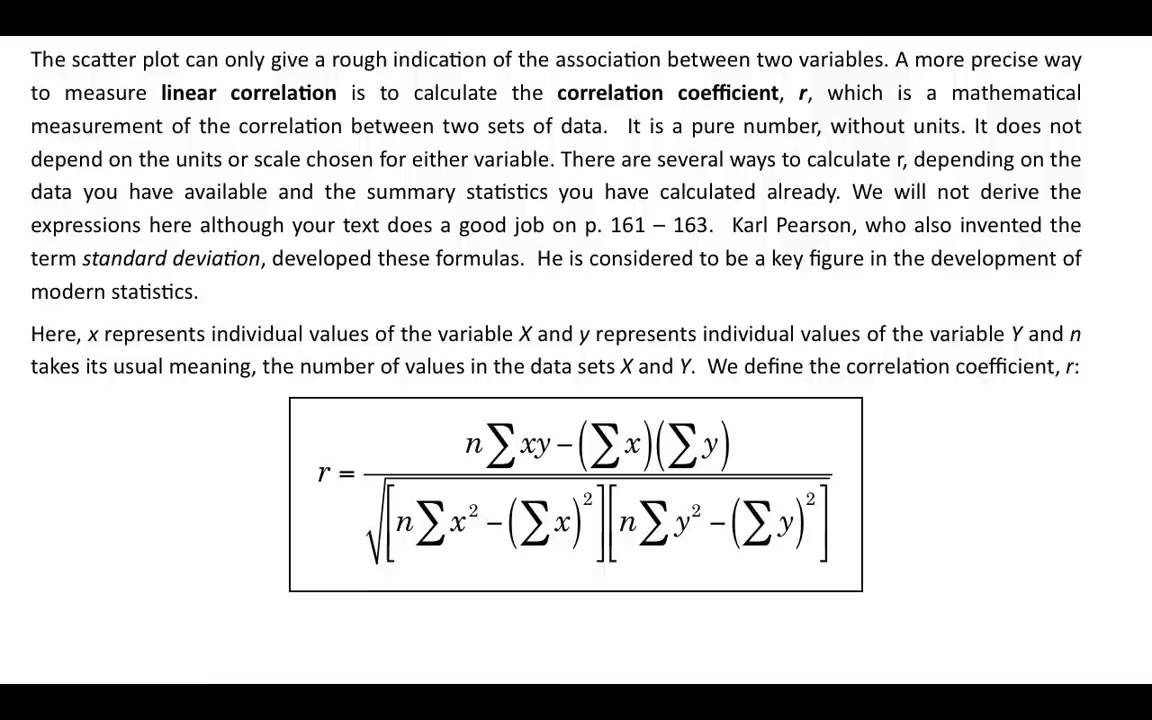 The scatter plot can only give a rough indication of the association between two variables. A more precise way
to measure linear correlation is to calculate the correlation coefficient, r, which is a mathematical
measurement of the correlation between two sets of data. It is a pure number, without units. It does not
depend on the units or scale chosen for either variable. There are several ways to calculate r, depending on the
data you have available and the summary statistics you have calculated already. We will not derive the
expressions here although your text does a good job on p. 161 – 163. Karl Pearson, who also invented the
term standard deviation, developed these formulas. He is considered to be a key figure in the development of
modern statistics.
Here, x represents individual values of the variable X and y represents individual values of the variable Y and n
takes its usual meaning, the number of values in the data sets X and Y. We define the correlation coefficient, r:
n∑xy−(∑x)(∑y)
r =
√[n∑x²−(∑x)²][n∑y²−(∑y)²]